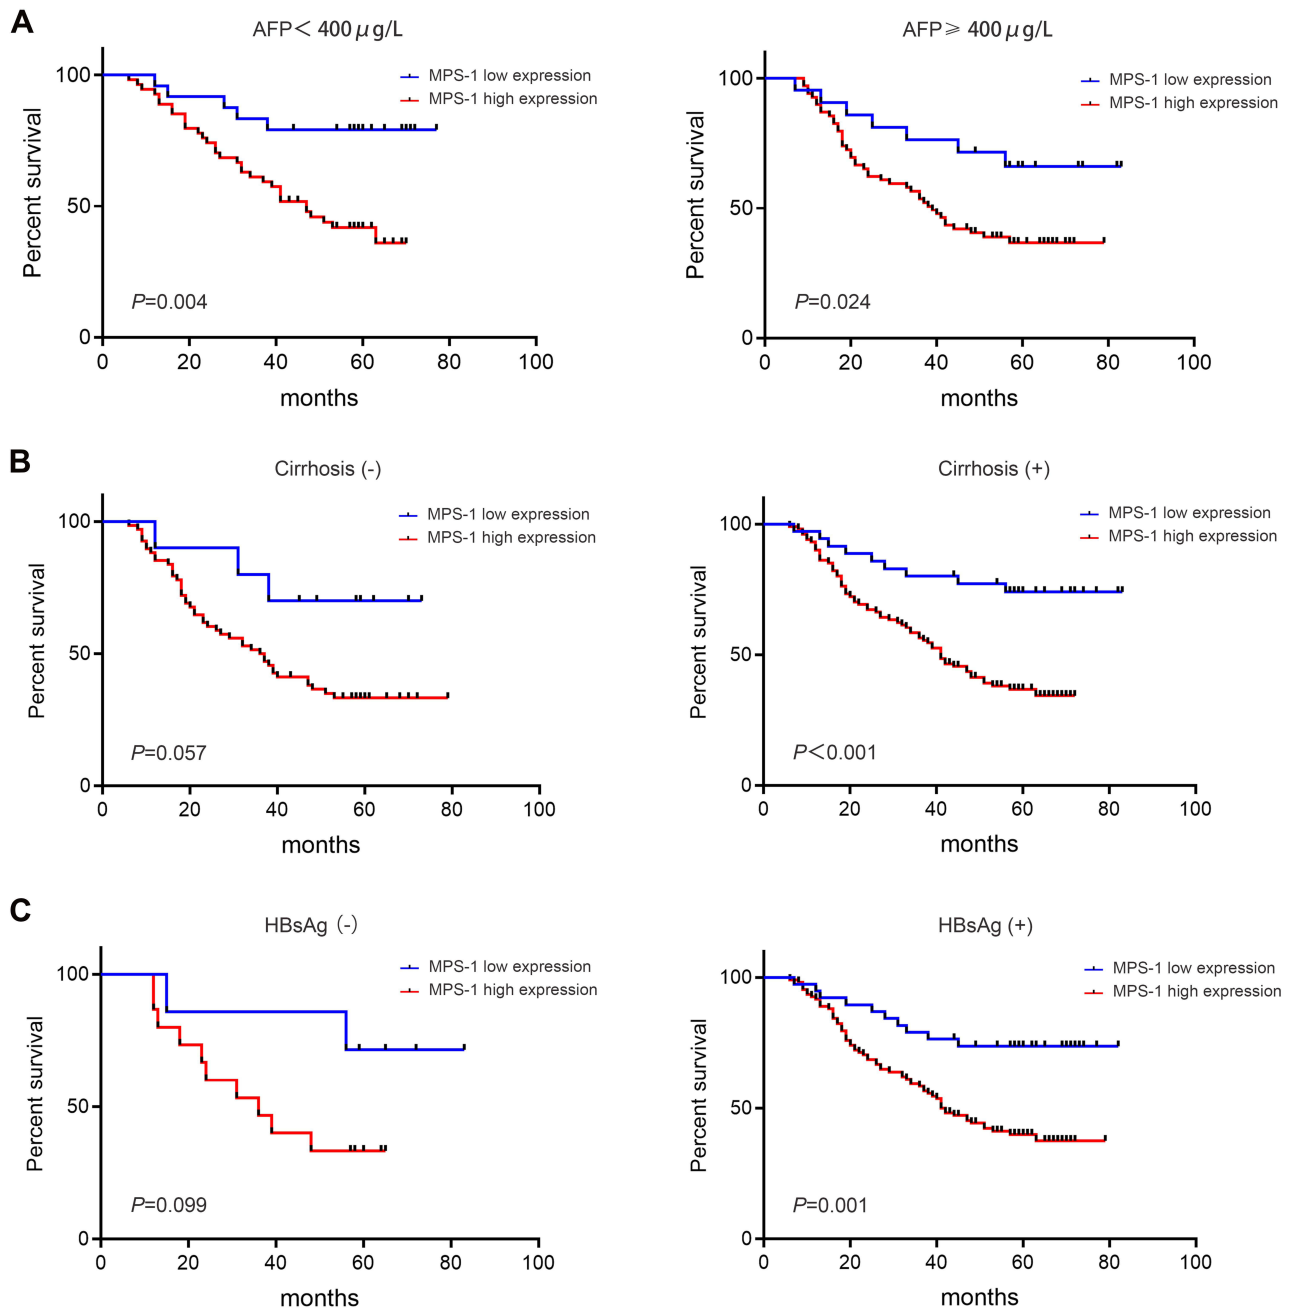 A
AFP< 400μg/L
MPS-1 low expression
MPS-1 high expression
Percent survival
100
50
0
P=0.004
0 20 40 60 80 100
months
AFP⩾ 400μg/L
MPS-1 low expression
MPS-1 high expression
Percent survival
100
50
0
P=0.024
0 20 40 60 80 100
months
B
Cirrhosis (-)
MPS-1 low expression
MPS-1 high expression
Percent survival
100
50
0
P=0.057
0 20 40 60 80 100
months
Cirrhosis (+)
MPS-1 low expression
MPS-1 high expression
Percent survival
100
50
0
P<0.001
0 20 40 60 80 100
months
C
HBsAg (-)
MPS-1 low expression
MPS-1 high expression
Percent survival
100
50
0
P=0.099
0 20 40 60 80 100
months
HBsAg (+)
MPS-1 low expression
MPS-1 high expression
Percent survival
100
50
0
P=0.001
0 20 40 60 80 100
months